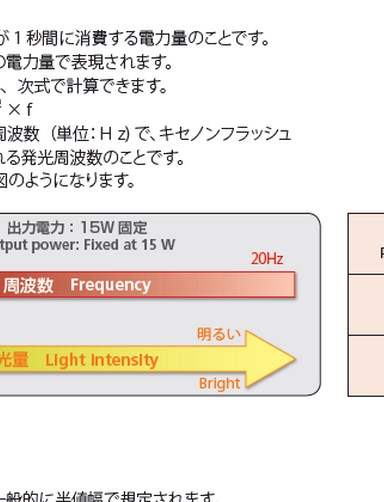 が１秒間に消費する電力量のことです。
の電力量で表現されます。
、次式で計算できます。
× f
周波数（単位：Ｈｚ）で、キセノンフラッシュ
れる発光周波数のことです。
図のようになります。
出力電力：15W 固定
tput power: Fixed at 15 W
20Hz
周波数 Frequency
明るい
光量 Light Intensity
Bright
一般的に半値幅で規定されます。